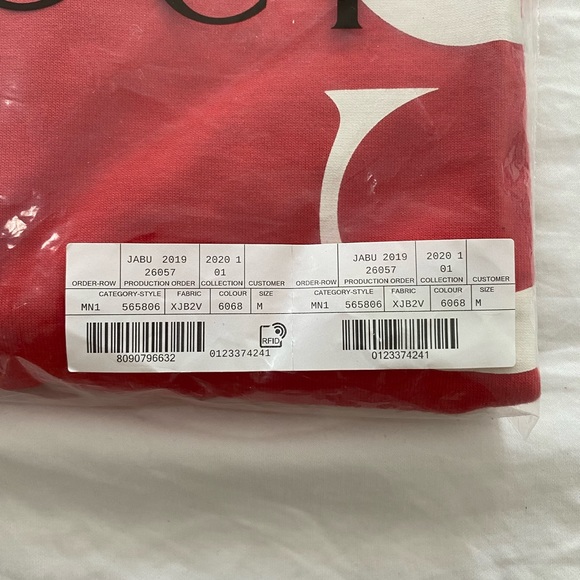 CCI
JABU 2019 2020 1 JABU 2019 2020 1
26057 01 26057 01
ORDER-ROW PRODUCTION ORDER COLLECTION CUSTOMER ORDER-ROW PRODUCTION ORDER COLLECTION CUSTOMER
CATEGORY-STYLE FABRIC COLOUR SIZE CATEGORY-STYLE FABRIC COLOUR SIZE
MN1 565806 XJB2V 6068 M MN1 565806 XJB2V 6068 M
RFID
8090796632 0123374241 0123374241